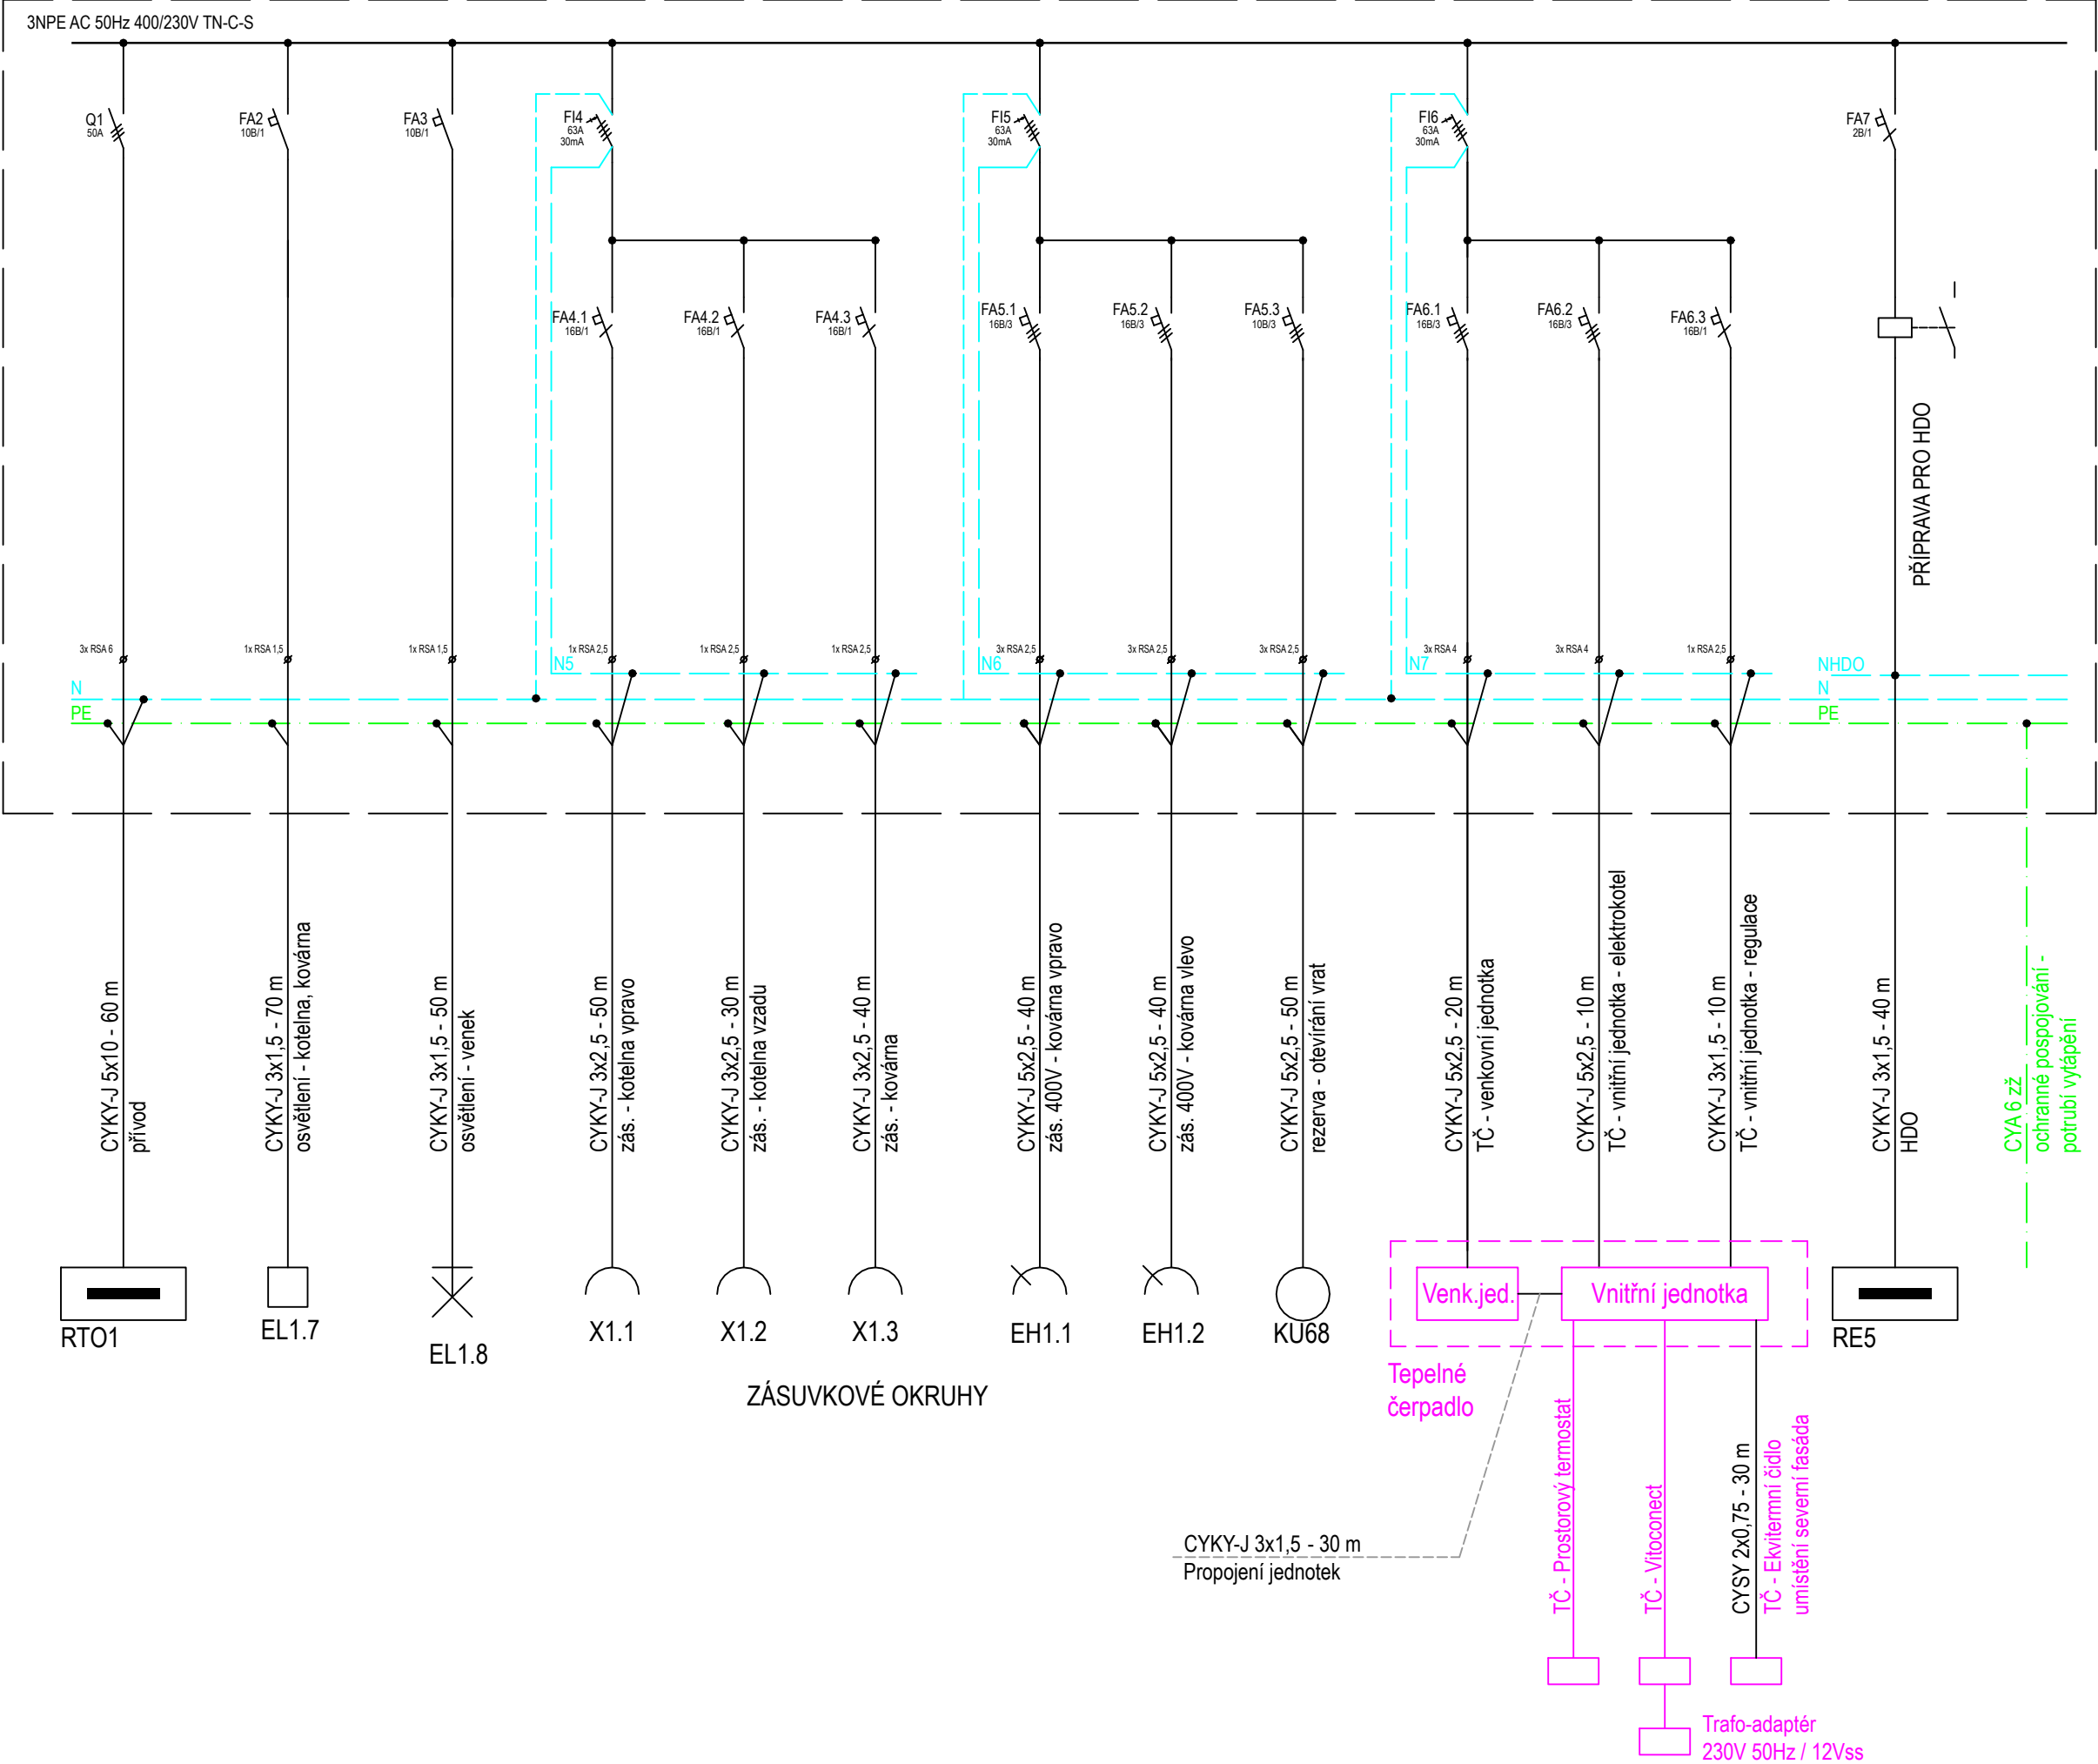 3NPE AC 50Hz 400/230V TN-C-S
Q1
50A
FA2
10B/1
FA3
10B/1
FI4
63A
30mA
FI5
63A
30mA
FI6
63A
30mA
FA7
2B/1
FA4.1
16B/1
FA4.2
16B/1
FA4.3
16B/1
FA5.1
16B/3
FA5.2
16B/3
FA5.3
10B/3
FA6.1
16B/3
FA6.2
16B/3
FA6.3
16B/1
PŘÍPRAVA PRO HDO
3x RSA 6
1x RSA 1,5
1x RSA 1,5
1x RSA 2,5
1x RSA 2,5
1x RSA 2,5
3x RSA 2,5
3x RSA 2,5
3x RSA 2,5
3x RSA 4
3x RSA 4
1x RSA 2,5
N5
N6
N7
NHDO
N
N
PE
PE
CYKY-J 5x10 - 60 m
přívod
CYKY-J 3x1,5 - 70 m
osvětlení - kotelna, kovárna
CYKY-J 3x1,5 - 50 m
osvětlení - venek
CYKY-J 3x2,5 - 50 m
zás. - kotelna vpravo
CYKY-J 3x2,5 - 30 m
zás. - kotelna vzadu
CYKY-J 3x2,5 - 40 m
zás. - kovárna
CYKY-J 5x2,5 - 40 m
zás. 400V - kovárna vpravo
CYKY-J 5x2,5 - 40 m
zás. 400V - kovárna vlevo
CYKY-J 5x2,5 - 50 m
rezerva - otevírání vrat
CYKY-J 5x2,5 - 20 m
TČ - venkovní jednotka
CYKY-J 5x2,5 - 10 m
TČ - vnitřní jednotka - elektrokotel
CYKY-J 3x1,5 - 10 m
TČ - vnitřní jednotka - regulace
CYKY-J 3x1,5 - 40 m
HDO
CYA 6 zž
ochranné pospojování -
potrubí vytápění
RTO1
EL1.7
EL1.8
X1.1
X1.2
X1.3
EH1.1
EH1.2
KU68
Venk.jed.
Vnitřní jednotka
RE5
Tepelné
čerpadlo
ZÁSUVKOVÉ OKRUHY
CYKY-J 3x1,5 - 30 m
Propojení jednotek
TČ - Prostorový termostat
TČ - Vitoconect
CYSY 2x0,75 - 30 m
TČ - Ekvitermní čidlo
umístění severní fasáda
Trafo-adaptér
230V 50Hz / 12Vss